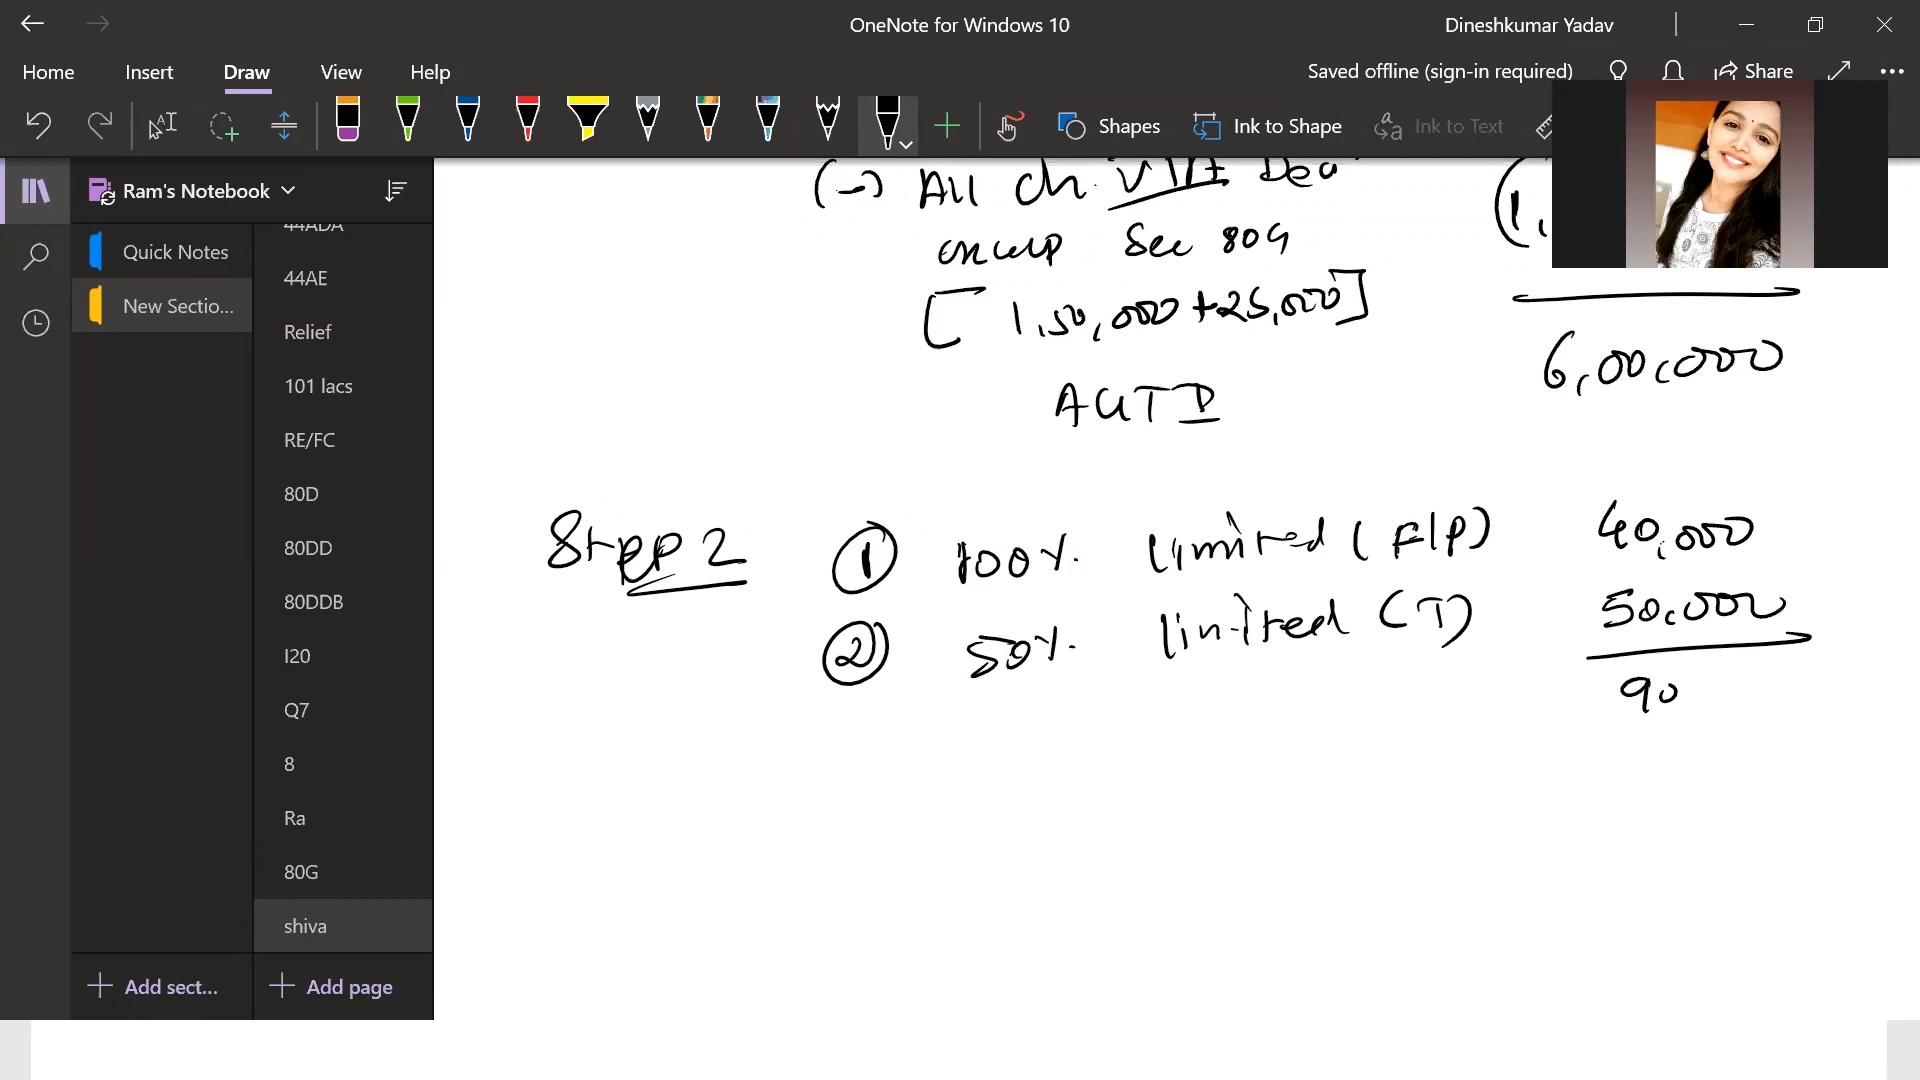 OneNote for Windows 10
Dineshkumar Yadav
Home Insert Draw View Help
Saved offline (sign-in required)
Share
Shapes
Ink to Shape
Ink to Text
Ram's Notebook
Quick Notes
New Sectio...
44ADA
44AE
Relief
101 lacs
RE/FC
80D
80DD
80DDB
I20
Q7
8
Ra
80G
shiva
Add sect...
Add page
(-) All Ch. VIA Ded
Sec 80G
[1,50,000 + 25,000]
6,00,000
AGTI
Step 2
① 100% limited (F/P) 40,000
② 50% limited (T) 50,000
90